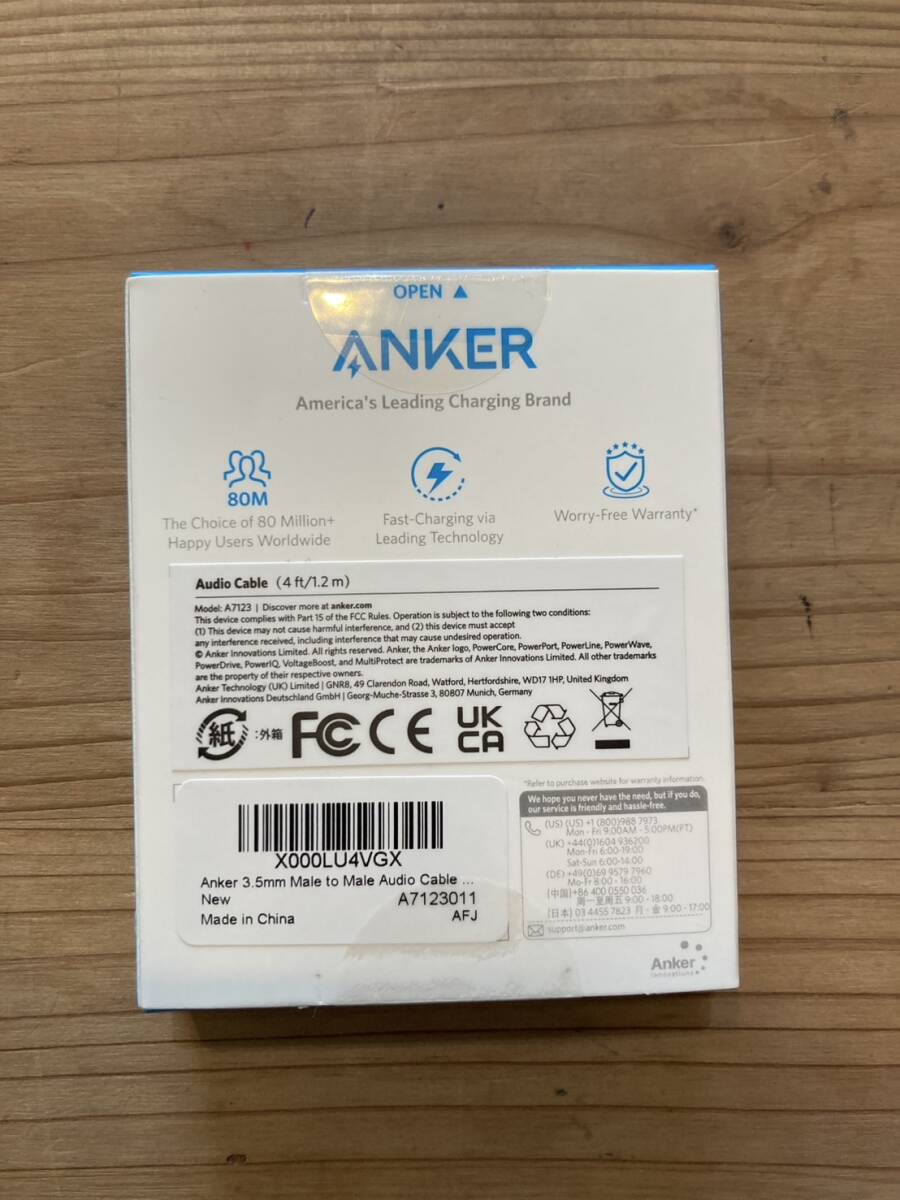 OPEN ▲
ANKER
America's Leading Charging Brand
80M
The Choice of 80 Million+
Happy Users Worldwide
Fast-Charging via
Leading Technology
Worry-Free Warranty*
Audio Cable (4 ft/1.2 m)
Model: A7123 | Discover more at anker.com
This device complies with Part 15 of the FCC Rules. Operation is subject to the following two conditions:
(1) This device may not cause harmful interference, and (2) this device must accept
any interference received, including interference that may cause undesired operation.
© Anker Innovations Limited. All rights reserved. Anker, the Anker logo, PowerCore, PowerPort, PowerLine, PowerWave,
PowerDrive, PowerIQ, VoltageBoost, and MultiProtect are trademarks of Anker Innovations Limited. All other trademarks
are the property of their respective owners.
Anker Technology (UK) Limited | GNR8, 49 Clarendon Road, Watford, Hertfordshire, WD17 1HP, United Kingdom
Anker Innovations Deutschland GmbH | Georg-Muche-Strasse 3, 80807 Munich, Germany
紙 :外箱 FC CE UK
CA
X000LU4VGX
Anker 3.5mm Male to Male Audio Cable ...
New A7123011
Made in China AFJ
*Refer to purchase website for warranty information.
We hope you never have the need, but if you do,
our service is friendly and hassle-free.
(US) (US) +1 (800)988 7973
Mon - Fri 9:00AM - 5:00PM(PT)
(UK) +44(0)1604 936200
Mon-Fri 6:00-19:00
Sat-Sun 6:00-14:00
(DE) +49(0)69 9579 7960
Mo-Fr 8:00 - 16:00
(中国)+86 400 0550 036
周一至周五 9:00 - 18:00
(日本) 03 4455 7823 月 - 金 9:00 - 17:00
support@anker.com
Anker
Innovations